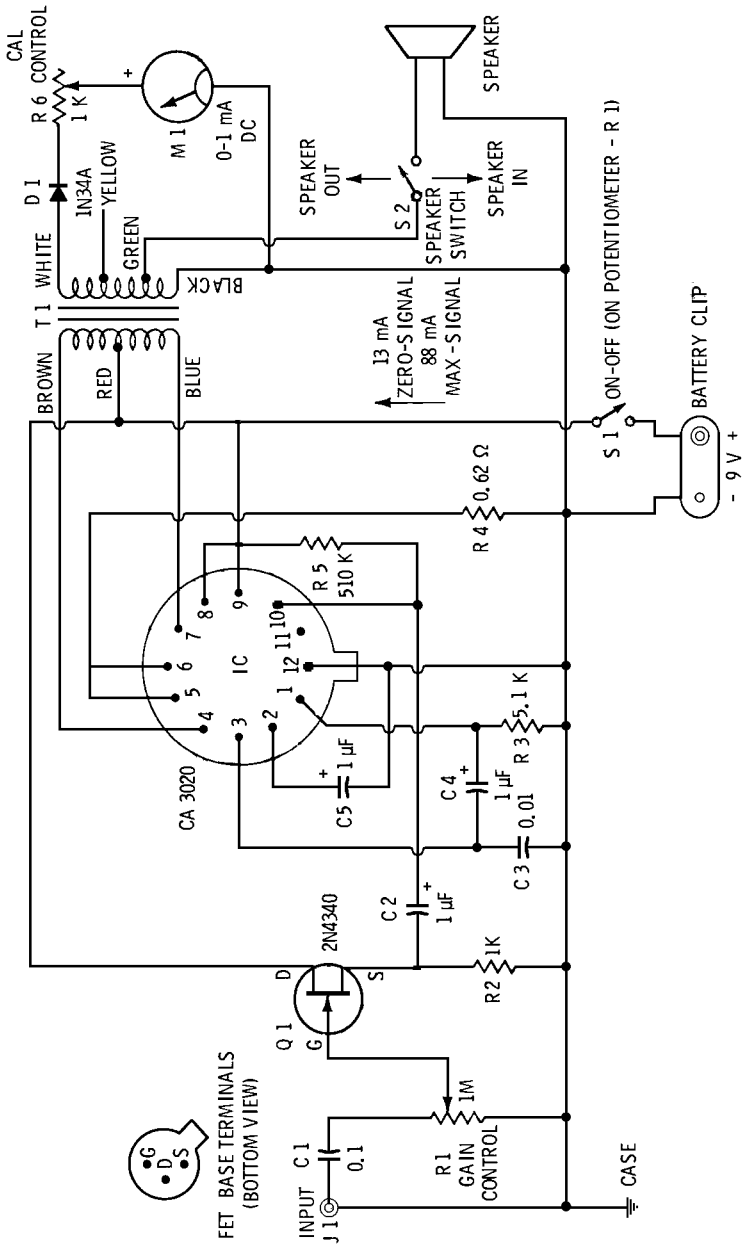 FET BASE TERMINALS
(BOTTOM VIEW)
G
D
S
INPUT
J 1
C 1
0.1
R 1
GAIN
CONTROL
1M
CASE
Q 1
G
D
S
2N4340
R2
1K
C 2
+
1 µF
C 3
0.01
C 4
+
1 µF
R 3
5.1 K
C5
+
1 µF
CA 3020
IC
1
2
3
4
5
6
7
8
9
10
11
12
R 5
510 K
R 4
0.62 Ω
BROWN
RED
BLUE
T 1
WHITE
YELLOW
GREEN
BLACK
D 1
1N34A
CAL
R 6 CONTROL
1 K
+
M 1
0-1 mA
DC
13 mA
ZERO-SIGNAL
88 mA
MAX-SIGNAL
SPEAKER
OUT
S 2
SPEAKER
SWITCH
SPEAKER
IN
SPEAKER
S 1
ON-OFF (ON POTENTIOMETER - R 1)
BATTERY CLIP
- 9 V +